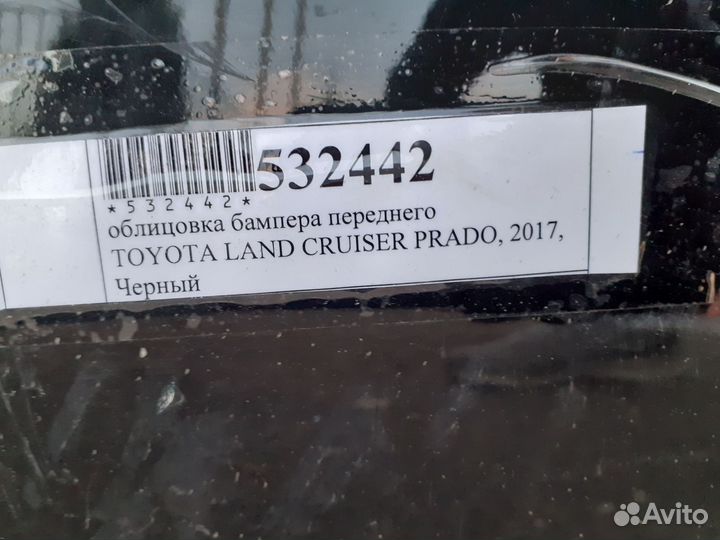 532442
*532442*
облицовка бампера переднего
TOYOTA LAND CRUISER PRADO, 2017,
Черный
Avito